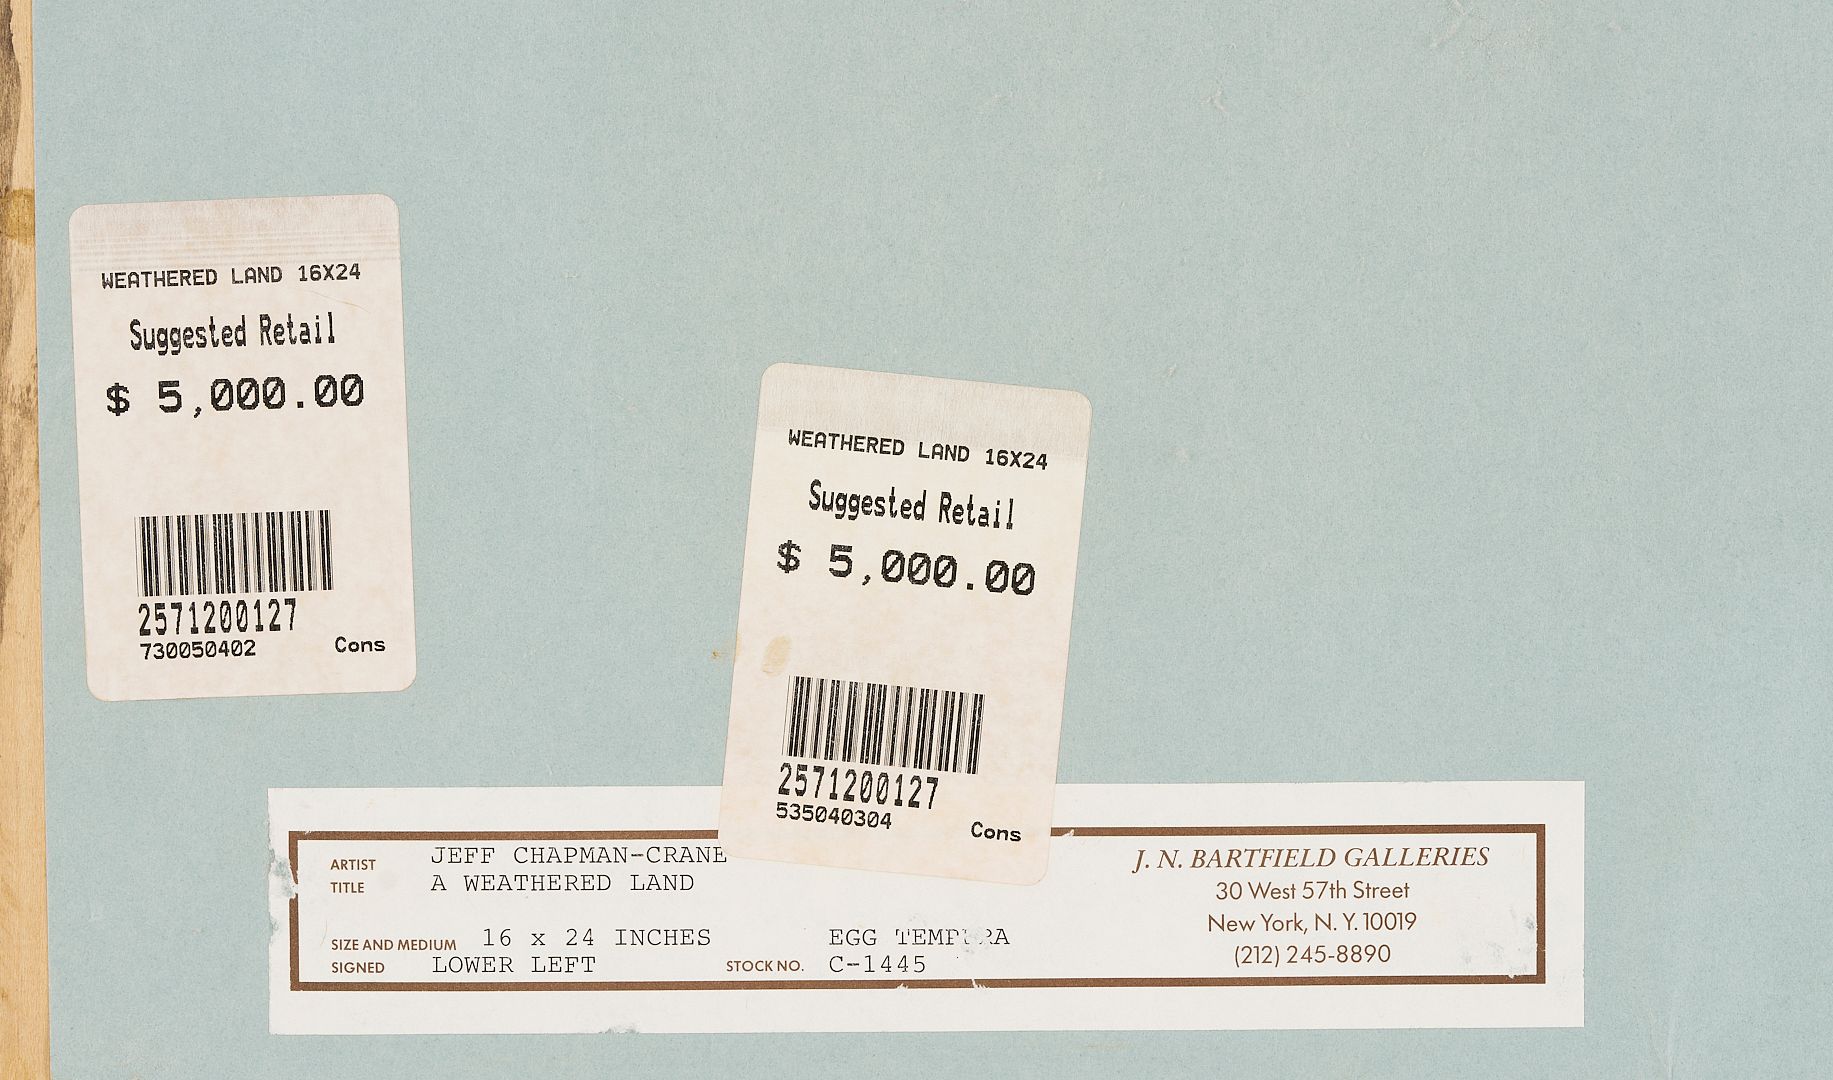 WEATHERED LAND 16X24
Suggested Retail
$ 5,000.00
2571200127
730050402 Cons
WEATHERED LAND 16X24
Suggested Retail
$ 5,000.00
2571200127
535040304 Cons
ARTIST JEFF CHAPMAN-CRANE
TITLE A WEATHERED LAND
SIZE AND MEDIUM 16 x 24 INCHES EGG TEMPERA
SIGNED LOWER LEFT STOCK NO. C-1445
J. N. BARTFIELD GALLERIES
30 West 57th Street
New York, N. Y. 10019
(212) 245-8890